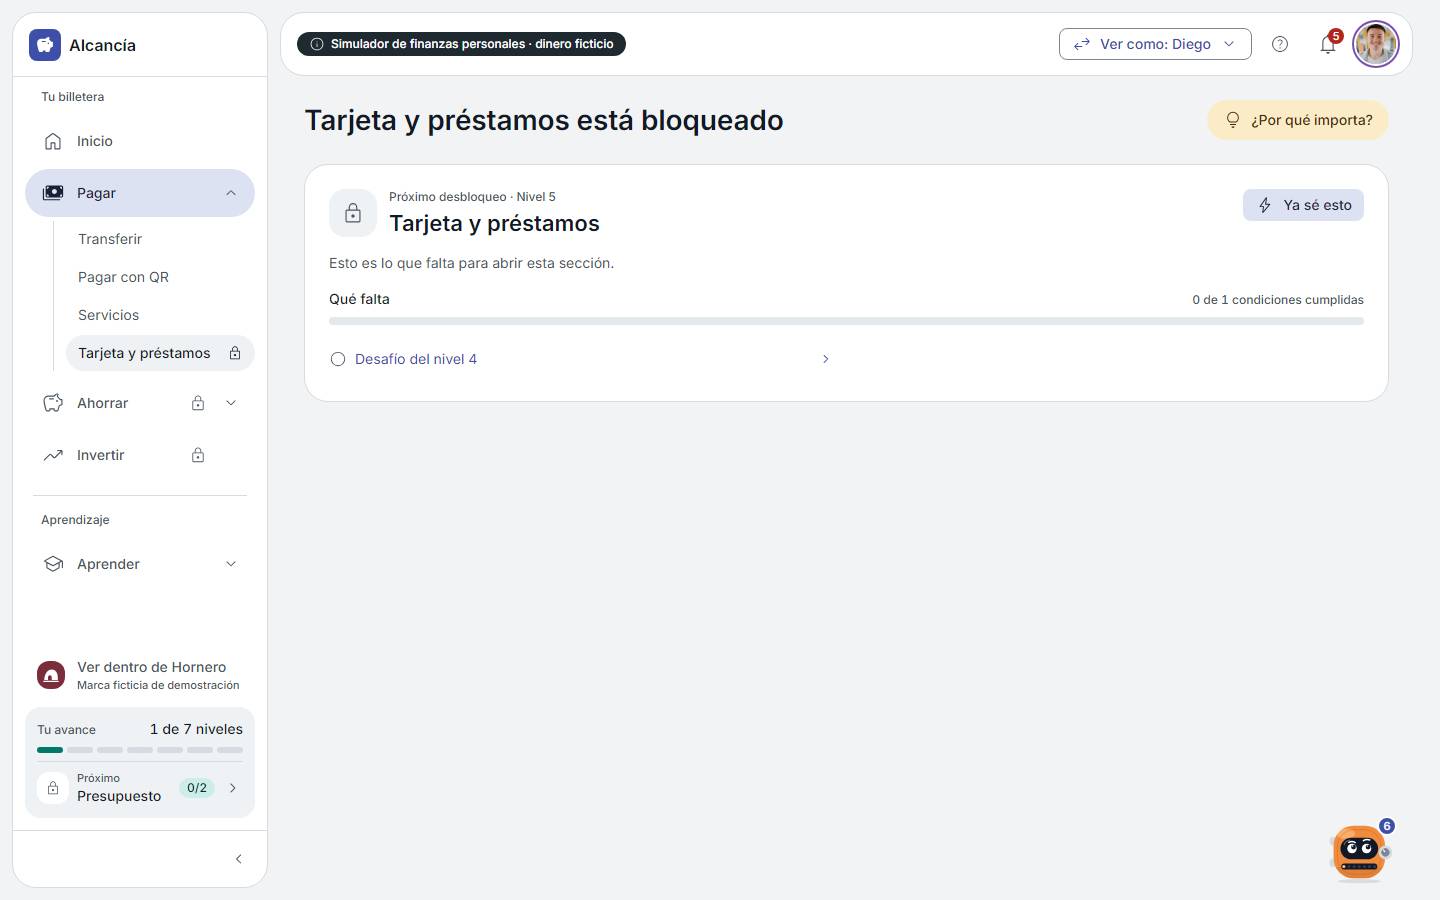 Alcancía
Simulador de finanzas personales · dinero ficticio
Ver como: Diego
5
Tu billetera
Inicio
Pagar
Transferir
Pagar con QR
Servicios
Tarjeta y préstamos
Ahorrar
Invertir
Aprendizaje
Aprender
Ver dentro de Hornero
Marca ficticia de demostración
Tu avance
1 de 7 niveles
Próximo
Presupuesto
0/2
Tarjeta y préstamos está bloqueado
¿Por qué importa?
Próximo desbloqueo · Nivel 5
Tarjeta y préstamos
Ya sé esto
Esto es lo que falta para abrir esta sección.
Qué falta
0 de 1 condiciones cumplidas
Desafío del nivel 4
6